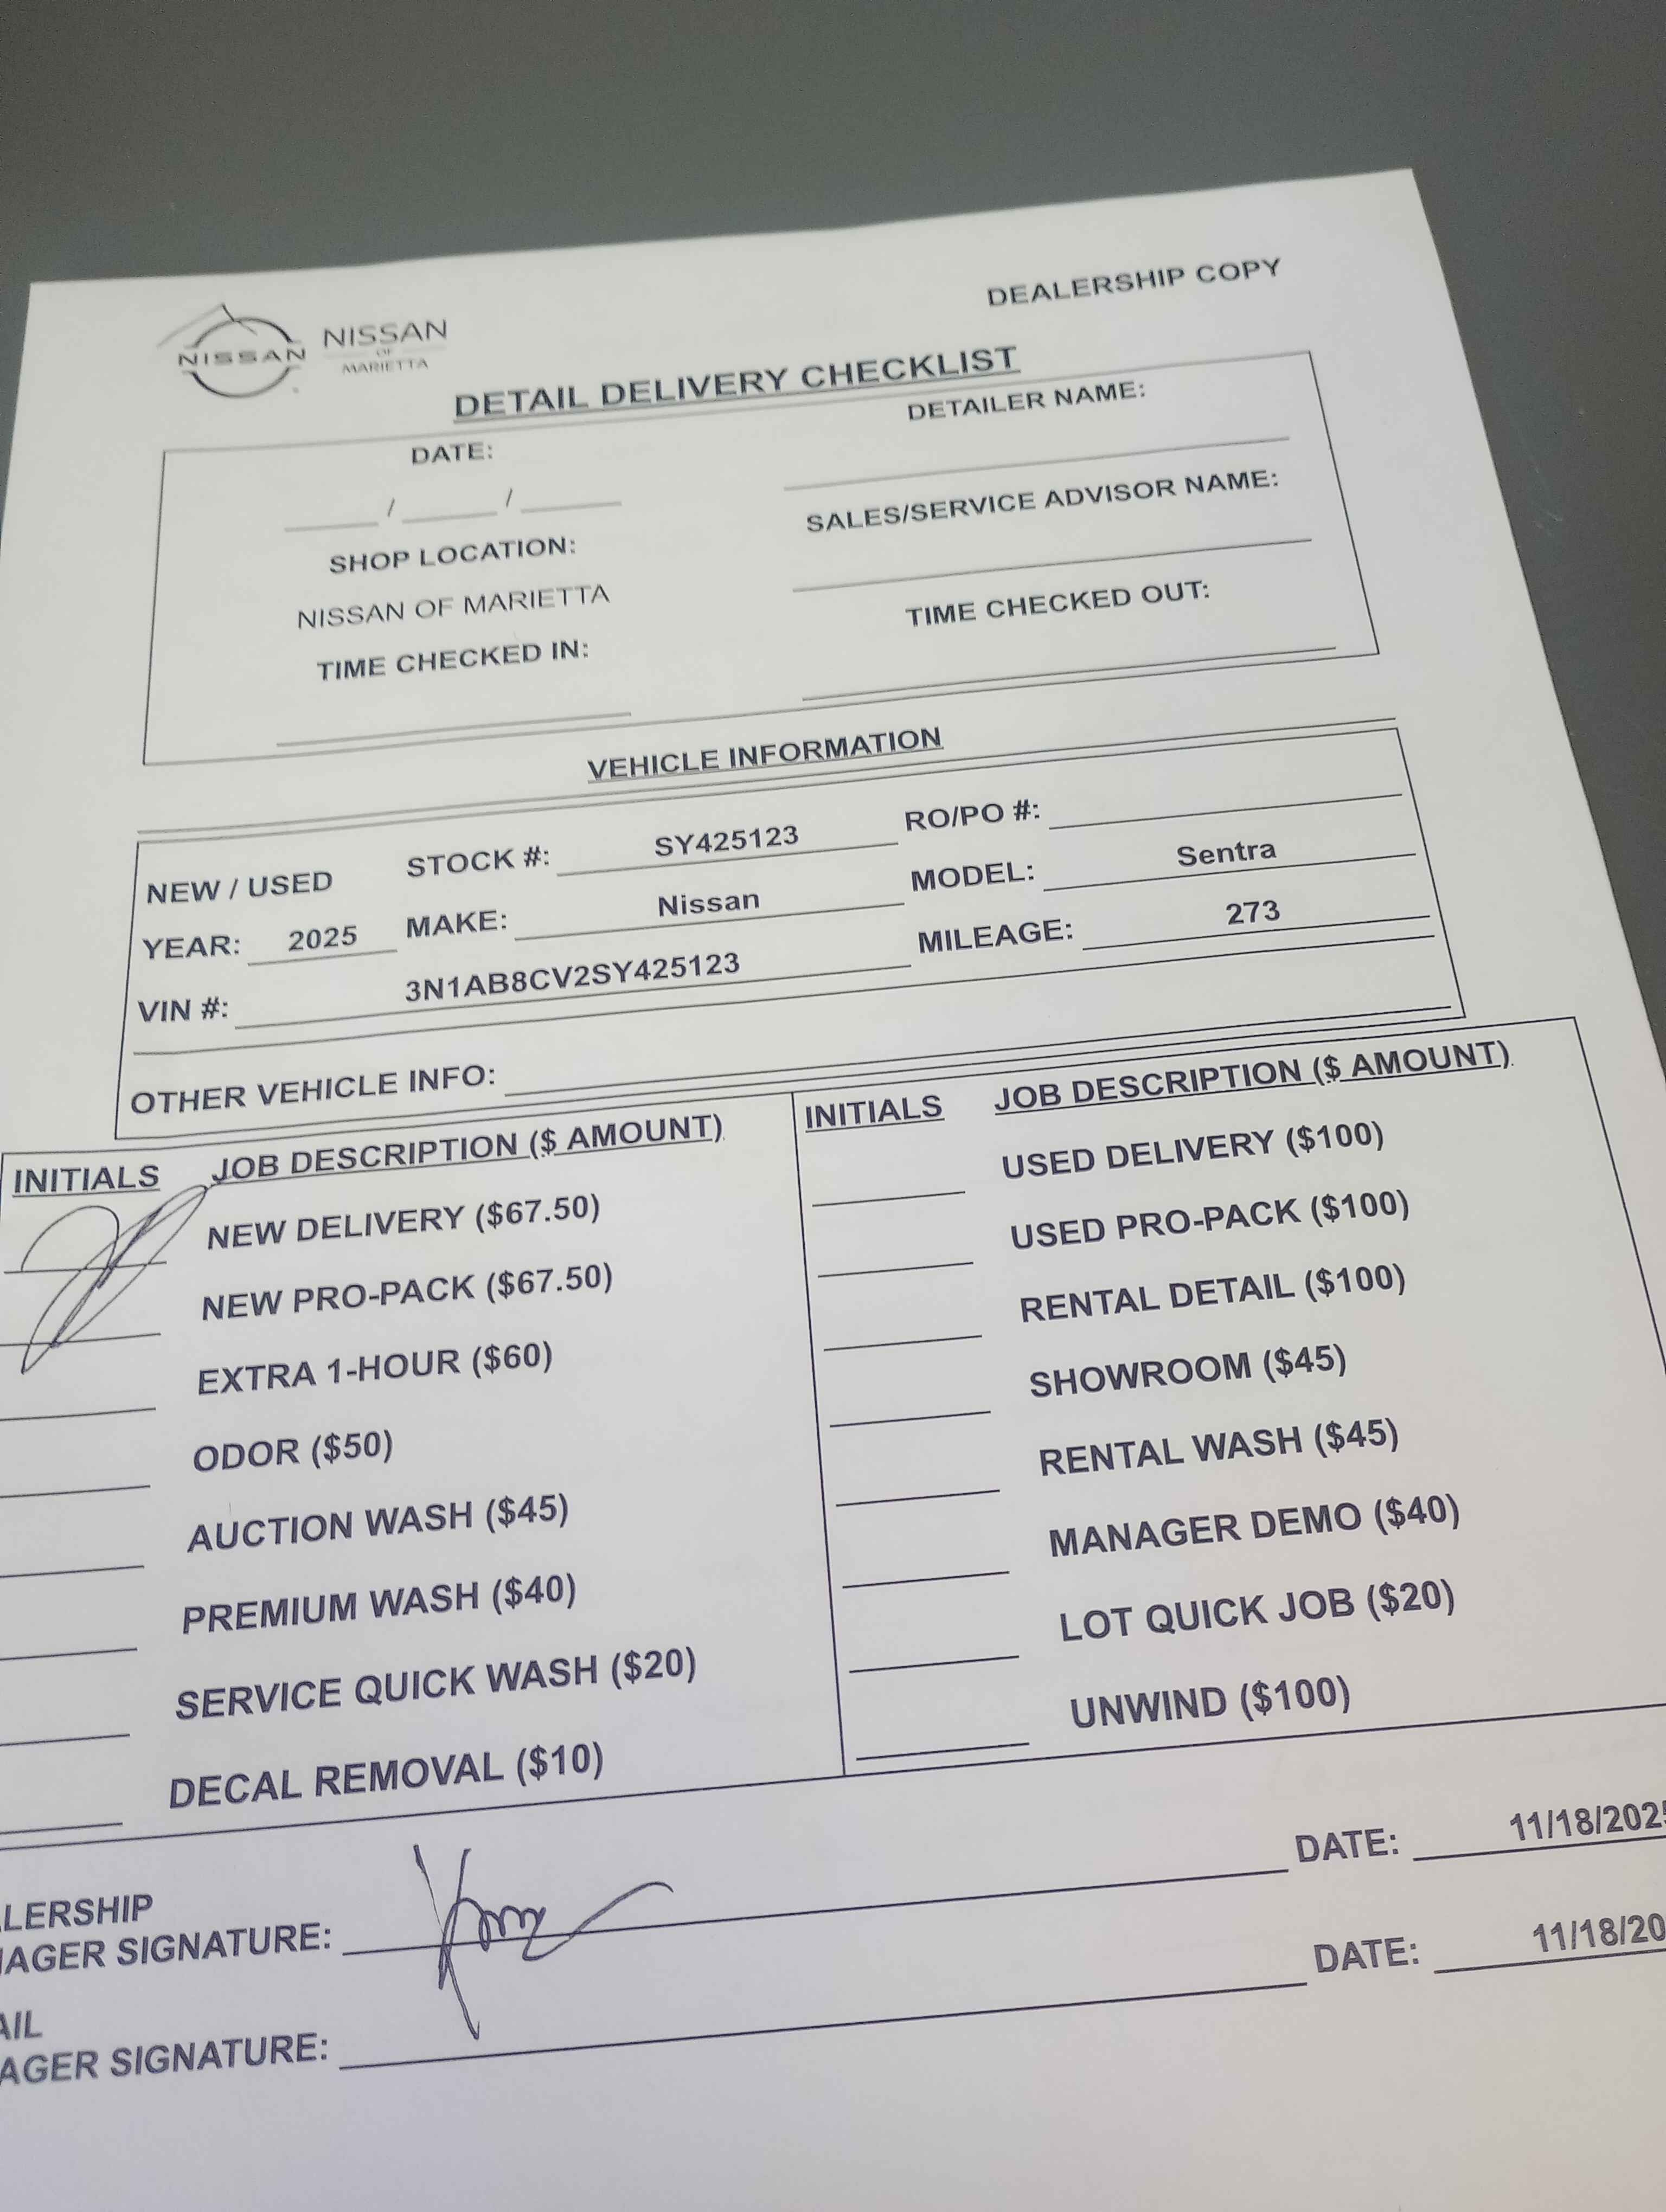 DEALERSHIP COPY
NISSAN
NISSAN
OF
MARIETTA
DETAIL DELIVERY CHECKLIST
DATE:
DETAILER NAME:
/ /
SHOP LOCATION:
SALES/SERVICE ADVISOR NAME:
NISSAN OF MARIETTA
TIME CHECKED IN:
TIME CHECKED OUT:
VEHICLE INFORMATION
NEW / USED STOCK #: SY425123 RO/PO #:
YEAR: 2025 MAKE: Nissan MODEL: Sentra
VIN #: 3N1AB8CV2SY425123 MILEAGE: 273
OTHER VEHICLE INFO:
INITIALS JOB DESCRIPTION ($ AMOUNT)
NEW DELIVERY ($67.50)
NEW PRO-PACK ($67.50)
EXTRA 1-HOUR ($60)
ODOR ($50)
AUCTION WASH ($45)
PREMIUM WASH ($40)
SERVICE QUICK WASH ($20)
DECAL REMOVAL ($10)
INITIALS JOB DESCRIPTION ($ AMOUNT)
USED DELIVERY ($100)
USED PRO-PACK ($100)
RENTAL DETAIL ($100)
SHOWROOM ($45)
RENTAL WASH ($45)
MANAGER DEMO ($40)
LOT QUICK JOB ($20)
UNWIND ($100)
LERSHIP
AGER SIGNATURE: DATE: 11/18/2025
AIL
AGER SIGNATURE: DATE: 11/18/20